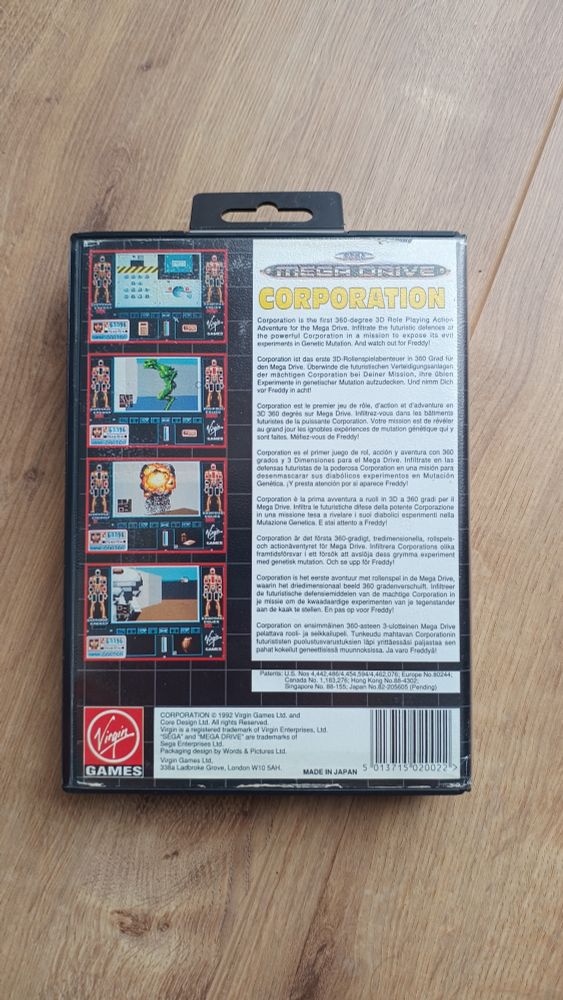 SEGA
MEGA DRIVE
CORPORATION
Corporation is the first 360-degree 3D Role Playing Action
Adventure for the Mega Drive. Infiltrate the futuristic defences of
the powerful Corporation in a mission to expose its evil
experiments in Genetic Mutation. And watch out for Freddy!
Corporation ist das erste 3D-Rollenspielabenteuer in 360 Grad für
den Mega Drive. Überwinde die futuristischen Verteidigungsanlagen
der mächtigen Corporation bei Deiner Mission, ihre üblen
Experimente in genetischer Mutation aufzudecken. Und nimm Dich
vor Freddy in acht!
Corporation est le premier jeu de rôle, d'action et d'adventure en
3D 360 degrés sur Mega Drive. Infiltrez-vous dans les bâtiments
futuristes de la puissante Corporation. Votre mission est de révéler
au grand jour les ignobles expériences de mutation génétique qui y
sont faites. Méfiez-vous de Freddy!
Corporation es el primer juego de rol, acción y aventura con 360
grados y 3 Dimensiones para el Mega Drive. Infiltrate en las
defensas futuristas de la poderosa Corporation en una misión para
desenmascarar sus diabólicos experimentos en Mutación
Genética. ¡Y presta atención por si aparece Freddy!
Corporation è la prima avventura a ruoli in 3D a 360 gradi per il
Mega Drive. Infiltra le futuristiche difese della potente Corporazione
in una missione tesa a rivelare i suoi diabolici esperimenti nella
Mutazione Genetica. E stai attento a Freddy!
Corporation är det första 360-gradigt, tredimensionella, rollspels-
och actionäventyret för Mega Drive. Infiltrera Corporations olika
framtidsförsvar i ett försök att avslöja dess grymma experiment
med genetisk mutation. Och se upp för Freddy!
Corporation is het eerste avontuur met rollenspel in de Mega Drive,
waarin het driedimensionaal beeld 360 gradenverschuift. Infilteer
de futuristische defensiemiddelen van de machtige Corporation in
je missie om de kwaadaardige experimenten van je tegenstander
aan de kaak te stellen. En pas op voor Freddy!
Corporation on ensimmäinen 360-asteen 3-ulotteinen Mega Drive
pelattava rooli- ja seikkailupeli. Tunkeudu mahtavan Corporationin
futurististen puolustusvarustuksien läpi yrittässäsi paljastaa sen
pahat kokeilut geneettisissä muunnoksissa. Ja varo Freddyä!
Patents: U.S. Nos 4,442,486/4,454,594/4,462,076; Europe No.80244;
Canada No. 1,183,276; Hong Kong No.88-4302;
Singapore No. 88-155; Japan No.82-205605 (Pending)
Virgin
GAMES
CORPORATION © 1992 Virgin Games Ltd. and
Core Design Ltd. All rights Reserved.
Virgin is a registered trademark of Virgin Enterprises, Ltd.
"SEGA" and "MEGA DRIVE" are trademarks of
Sega Enterprises Ltd.
Packaging design by Words & Pictures Ltd.
Virgin Games Ltd,
338a Ladbroke Grove, London W10 5AH.
MADE IN JAPAN
5 013715 020022 >